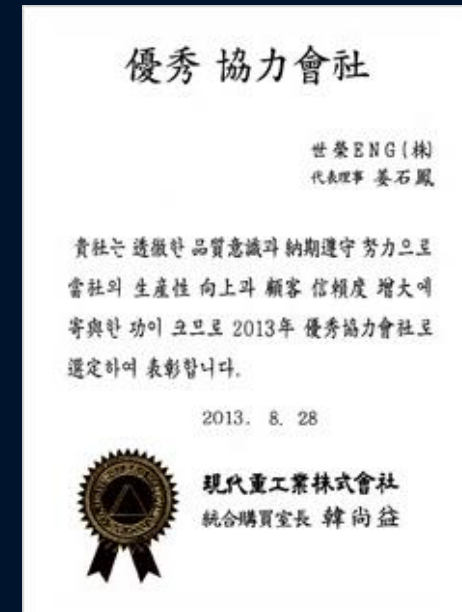 優秀 協力會社
世榮ENG(株)
代表理事 姜石鳳
貴社는 透徹한 品質意識과 納期遵守 努力으로
當社의 生産性 向上과 顧客 信賴度 增大에
寄與한 功이 크므로 2013年 優秀協力會社로
選定하여 表彰합니다.
2013. 8. 28
現代重工業株式會社
統合購買室長 韓尚益